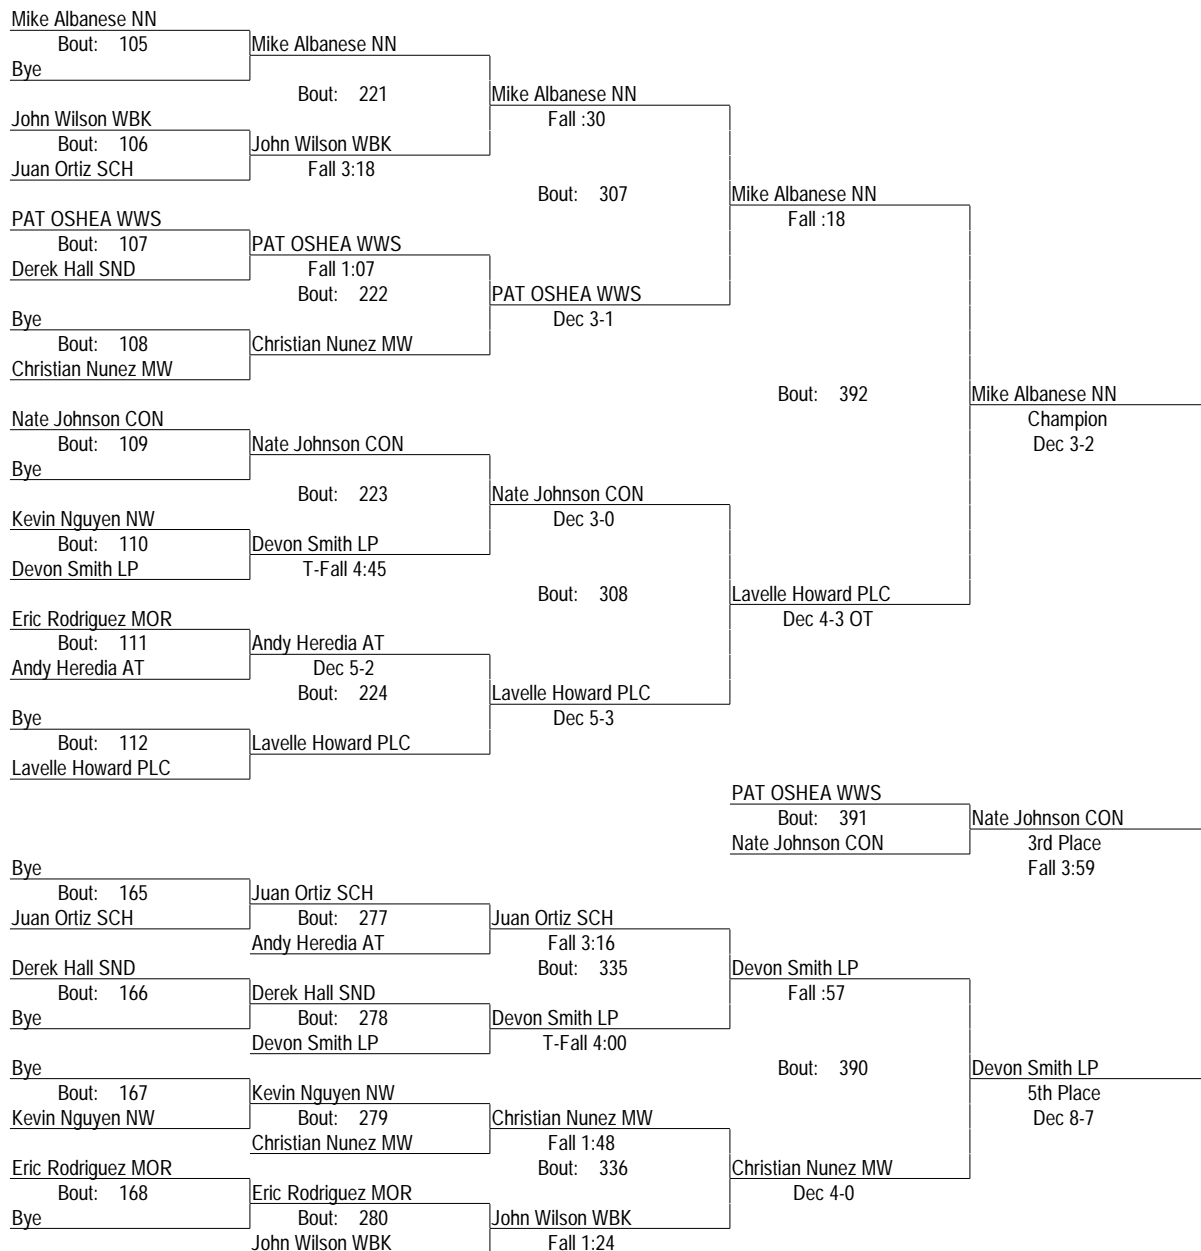 Mike Albanese NN
Bout: 105
Mike Albanese NN
Bye
Bout: 221
Mike Albanese NN
John Wilson WBK
Fall :30
Bout: 106
John Wilson WBK
Juan Ortiz SCH
Fall 3:18
Bout: 307
Mike Albanese NN
PAT OSHEA WWS
Fall :18
Bout: 107
PAT OSHEA WWS
Derek Hall SND
Fall 1:07
Bout: 222
PAT OSHEA WWS
Bye
Dec 3-1
Bout: 108
Christian Nunez MW
Christian Nunez MW
Bout: 392
Mike Albanese NN
Nate Johnson CON
Champion
Bout: 109
Nate Johnson CON
Dec 3-2
Bye
Bout: 223
Nate Johnson CON
Kevin Nguyen NW
Dec 3-0
Bout: 110
Devon Smith LP
Devon Smith LP
T-Fall 4:45
Bout: 308
Lavelle Howard PLC
Eric Rodriguez MOR
Dec 4-3 OT
Bout: 111
Andy Heredia AT
Andy Heredia AT
Dec 5-2
Bout: 224
Lavelle Howard PLC
Bye
Dec 5-3
Bout: 112
Lavelle Howard PLC
Lavelle Howard PLC
PAT OSHEA WWS
Bout: 391
Nate Johnson CON
Nate Johnson CON
3rd Place
Bye
Fall 3:59
Bout: 165
Juan Ortiz SCH
Juan Ortiz SCH
Bout: 277
Juan Ortiz SCH
Andy Heredia AT
Fall 3:16
Derek Hall SND
Bout: 335
Devon Smith LP
Bout: 166
Derek Hall SND
Fall :57
Bye
Bout: 278
Devon Smith LP
Devon Smith LP
T-Fall 4:00
Bye
Bout: 390
Devon Smith LP
Bout: 167
Kevin Nguyen NW
5th Place
Kevin Nguyen NW
Bout: 279
Christian Nunez MW
Dec 8-7
Christian Nunez MW
Fall 1:48
Eric Rodriguez MOR
Bout: 336
Christian Nunez MW
Bout: 168
Eric Rodriguez MOR
Dec 4-0
Bye
Bout: 280
John Wilson WBK
John Wilson WBK
Fall 1:24